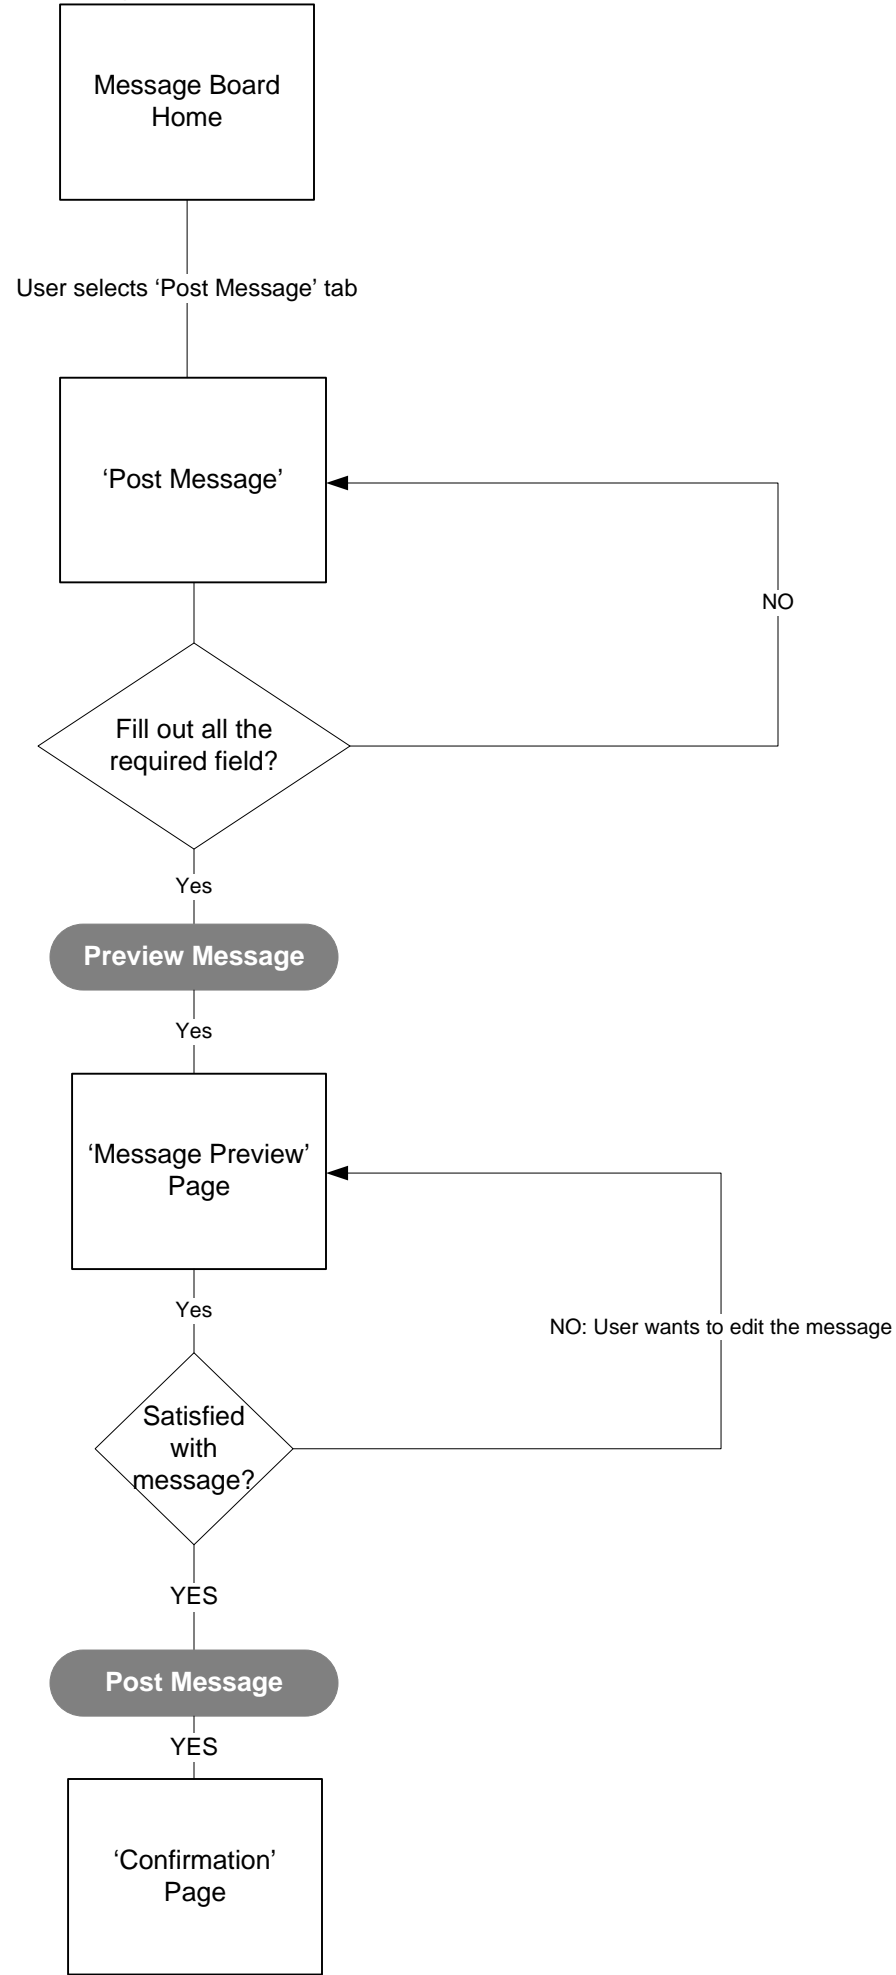 Message Board
Home
User selects ‘Post Message’ tab
‘Post Message’
NO
Fill out all the
required field?
Yes
Preview Message
Yes
‘Message Preview’
Page
Yes
NO: User wants to edit the message
Satisfied
with
message?
YES
Post Message
YES
‘Confirmation’
Page